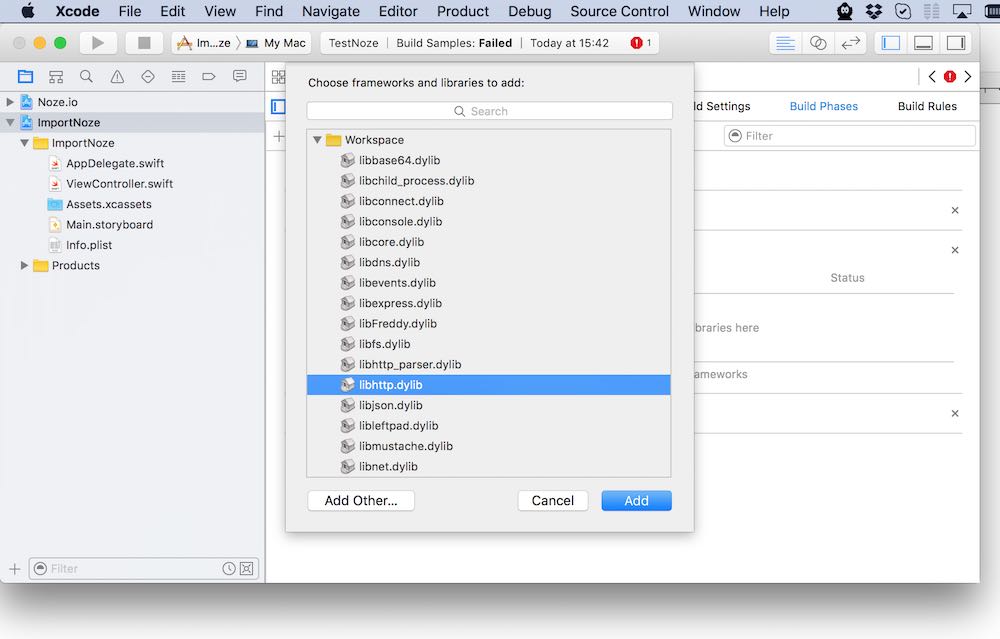 Xcode File Edit View Find Navigate Editor Product Debug Source Control Window Help
Im...ze My Mac TestNoze Build Samples: Failed Today at 15:42 1
Choose frameworks and libraries to add:
Search
Noze.io
ImportNoze
ImportNoze
AppDelegate.swift
ViewController.swift
Assets.xcassets
Main.storyboard
Info.plist
Products
Filter
Workspace
libbase64.dylib
libchild_process.dylib
libconnect.dylib
libconsole.dylib
libcore.dylib
libdns.dylib
libevents.dylib
libexpress.dylib
libFreddy.dylib
libfs.dylib
libhttp_parser.dylib
libhttp.dylib
libjson.dylib
libleftpad.dylib
libmustache.dylib
libnet.dylib
Add Other... Cancel Add
ld Settings Build Phases Build Rules
Filter
Status
braries here
ameworks